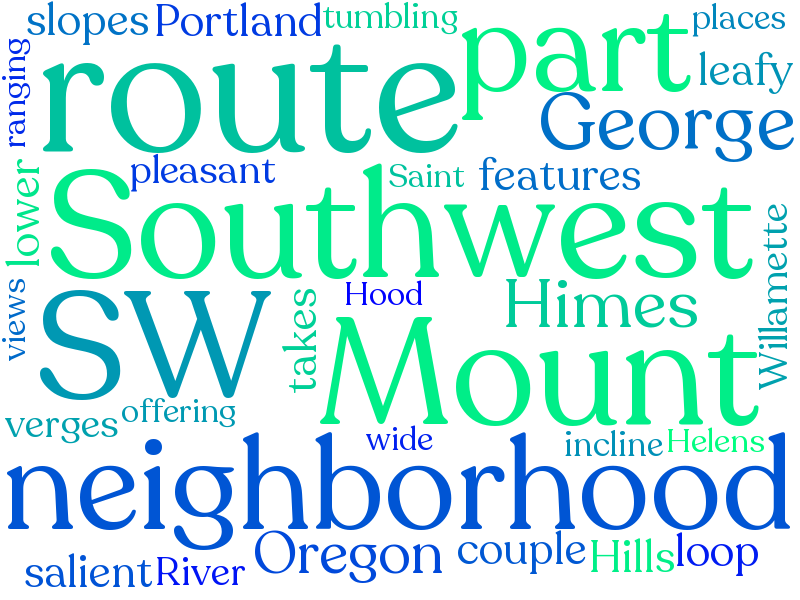 slopes Portland tumbling places
ranging route part leafy
George
pleasant Saint features
lower Southwest
Willamette
views SW takes Hood Himes
Mount
verges offering
wide incline Helens
neighborhood
salient River Oregon couple Hills loop